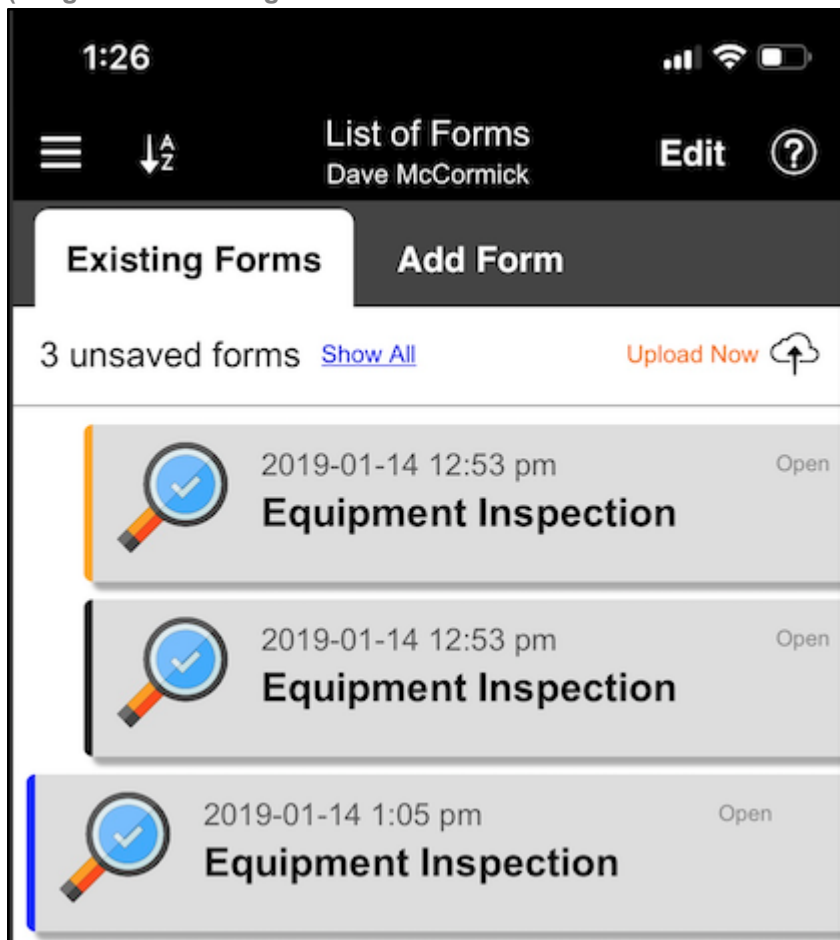 1:26
List of Forms
Dave McCormick
Edit
?
Existing Forms
Add Form
3 unsaved forms Show All
Upload Now
2019-01-14 12:53 pm
Open
Equipment Inspection
2019-01-14 12:53 pm
Open
Equipment Inspection
2019-01-14 1:05 pm
Open
Equipment Inspection